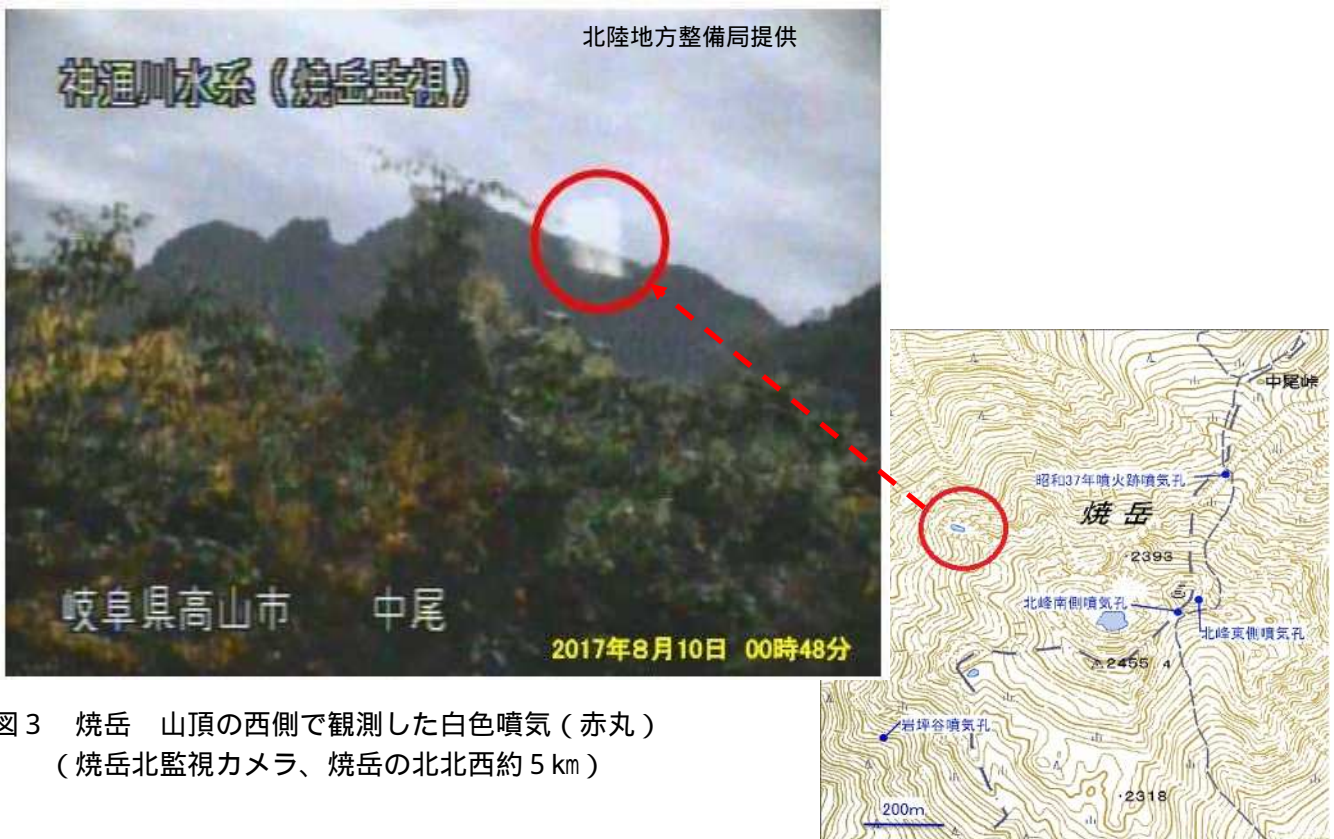 北陸地方整備局提供
神通川水系(焼岳監視)
岐阜県高山市 中尾
2017年8月10日 00時48分
中尾峠
昭和37年噴火跡噴気孔
焼岳
・2393
北峰南側噴気孔
北峰東側噴気孔
2455
4
岩坪谷噴気孔
・2318
200m
図3 焼岳 山頂の西側で観測した白色噴気(赤丸)
(焼岳北監視カメラ、焼岳の北北西約5㎞)